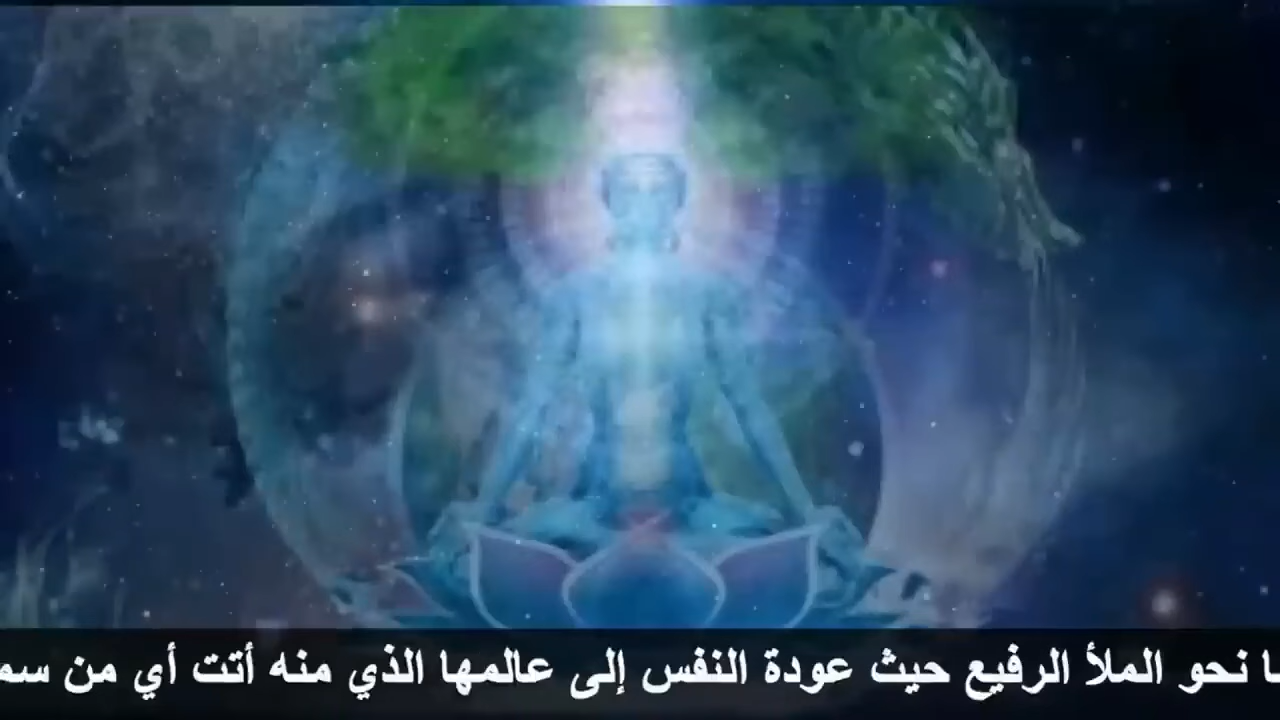 نحو الملأ الرفيع حيث عودة النفس إلى عالمها الذي منه أتت أي من